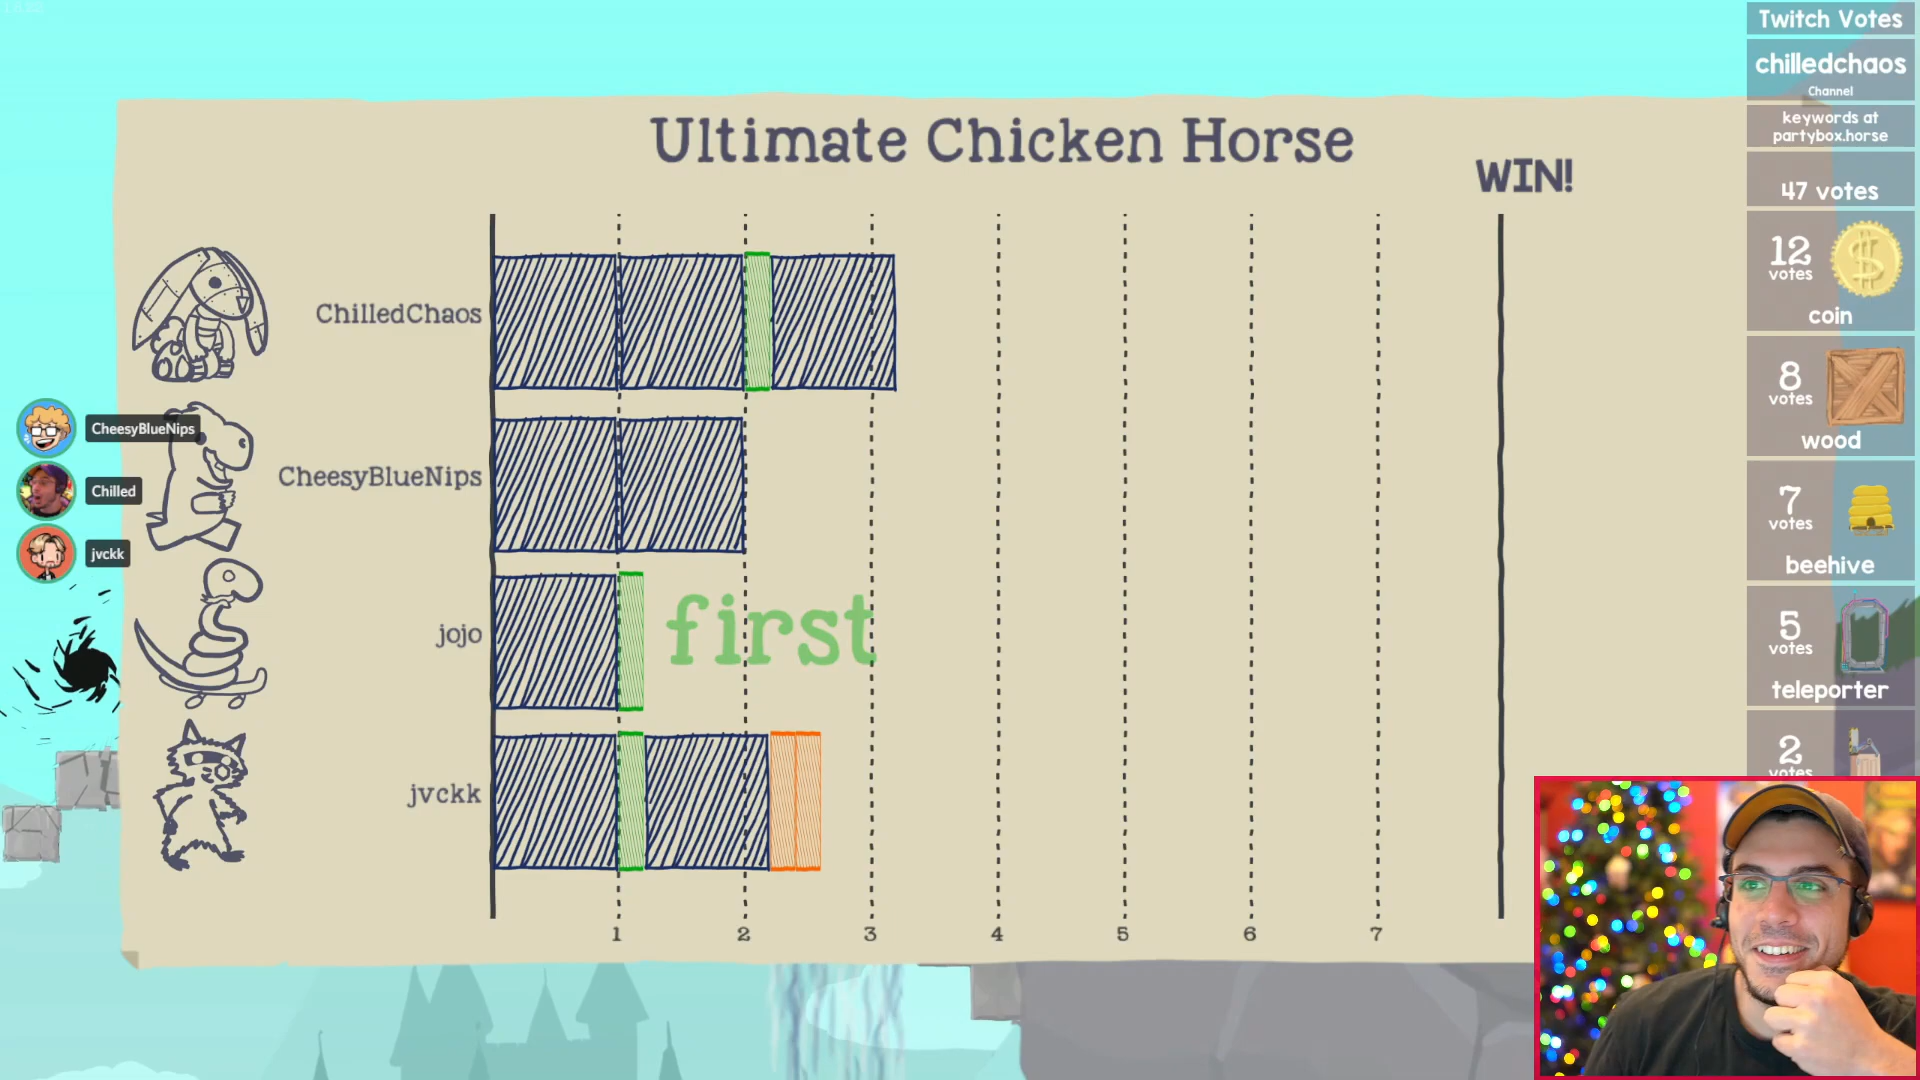 Ultimate Chicken Horse
WIN!
ChilledChaos
CheesyBlueNips
jojo
first
jvckk
1 2 3 4 5 6 7
CheesyBlueNips
Chilled
jvckk
Twitch Votes
chilledchaos
Channel
keywords at
partybox.horse
47 votes
12
votes
coin
8
votes
wood
7
votes
beehive
5
votes
teleporter
2
votes